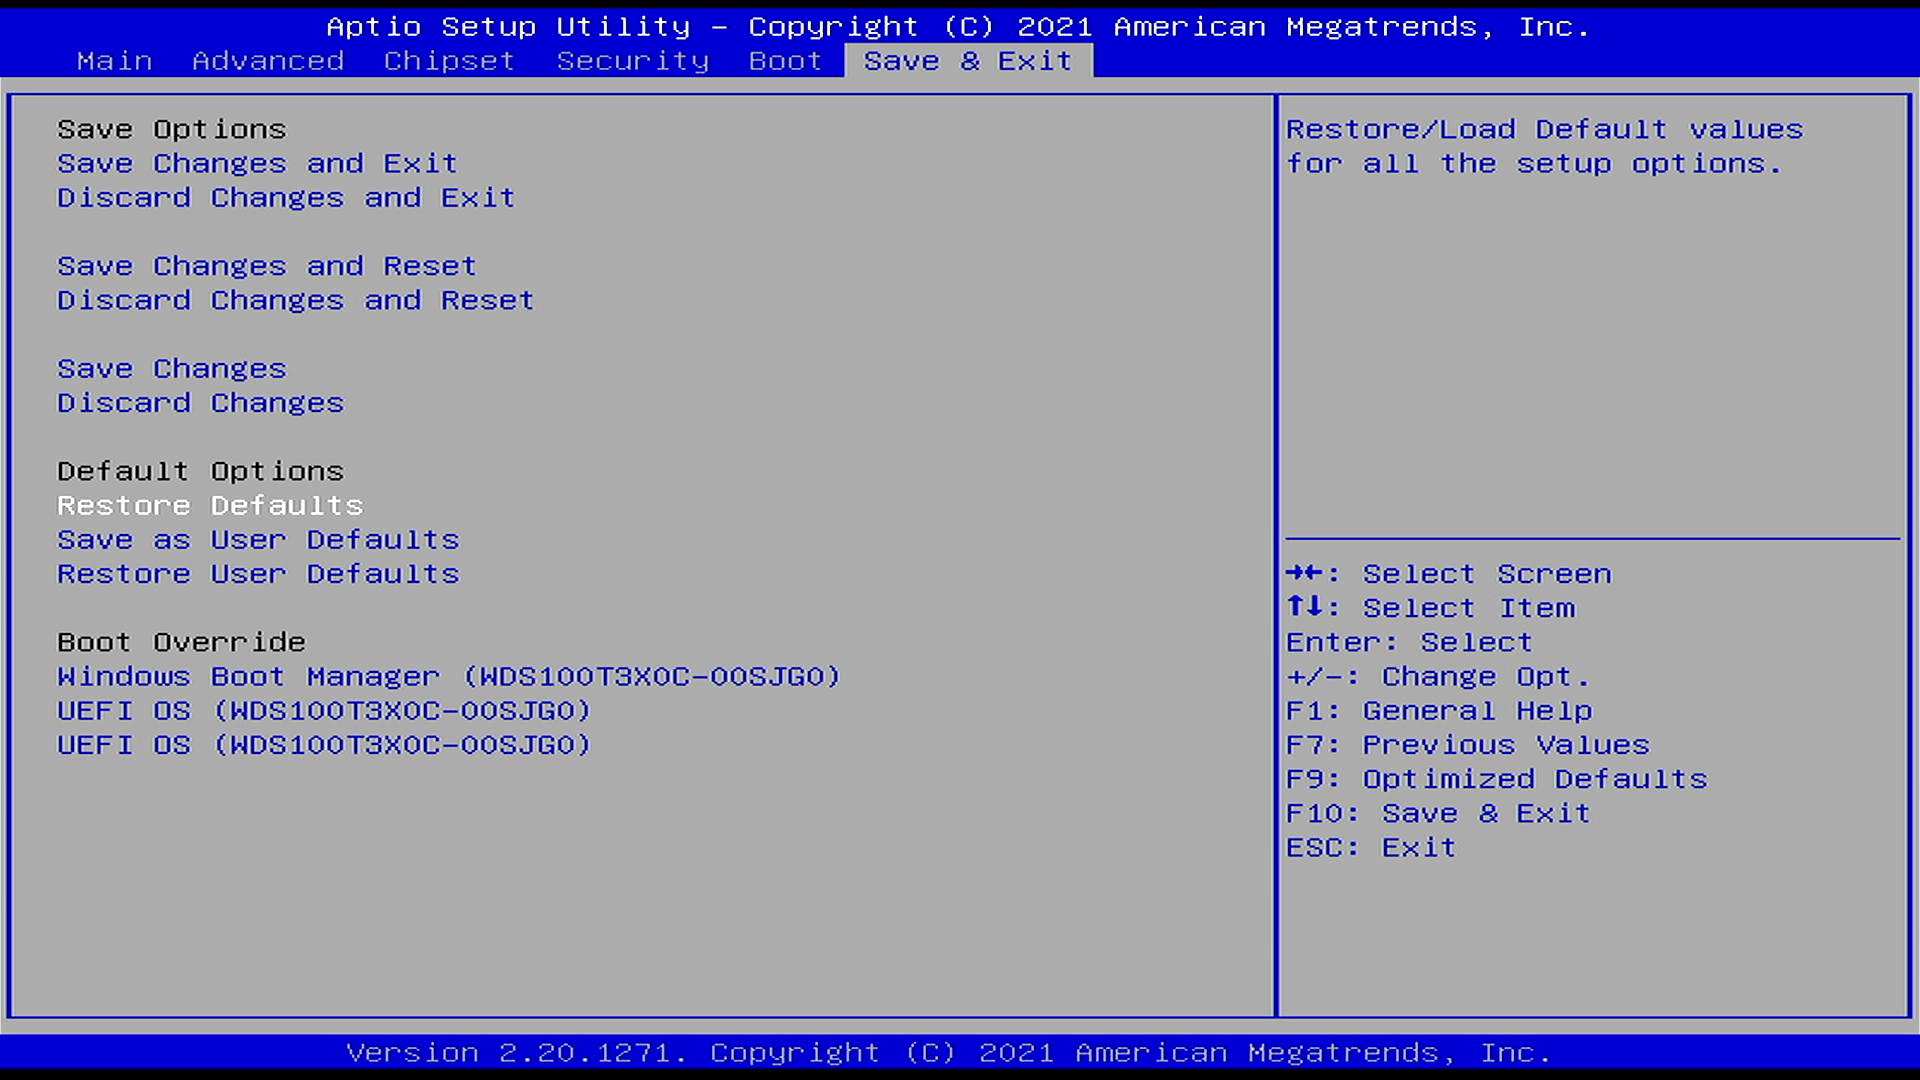 Aptio Setup Utility - Copyright (C) 2021 American Megatrends, Inc.
Main Advanced Chipset Security Boot Save & Exit
Save Options
Save Changes and Exit
Discard Changes and Exit
Save Changes and Reset
Discard Changes and Reset
Save Changes
Discard Changes
Default Options
Restore Defaults
Save as User Defaults
Restore User Defaults
Boot Override
Windows Boot Manager (WDS100T3X0C-00SJG0)
UEFI OS (WDS100T3X0C-00SJG0)
UEFI OS (WDS100T3X0C-00SJG0)
Restore/Load Default values
for all the setup options.
→←: Select Screen
↑↓: Select Item
Enter: Select
+/-: Change Opt.
F1: General Help
F7: Previous Values
F9: Optimized Defaults
F10: Save & Exit
ESC: Exit
Version 2.20.1271. Copyright (C) 2021 American Megatrends, Inc.